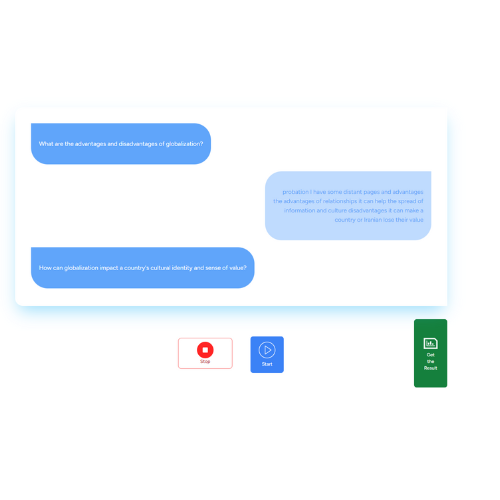 What are the advantages and disadvantages of globalization?
probation I have some distant pages and advantages
the advantages of relationships it can help the spread of
information and culture disadvantages it can make a
country or Iranian lose their value
How can globalization impact a country's cultural identity and sense of value?
Stop
Start
Get
the
Result